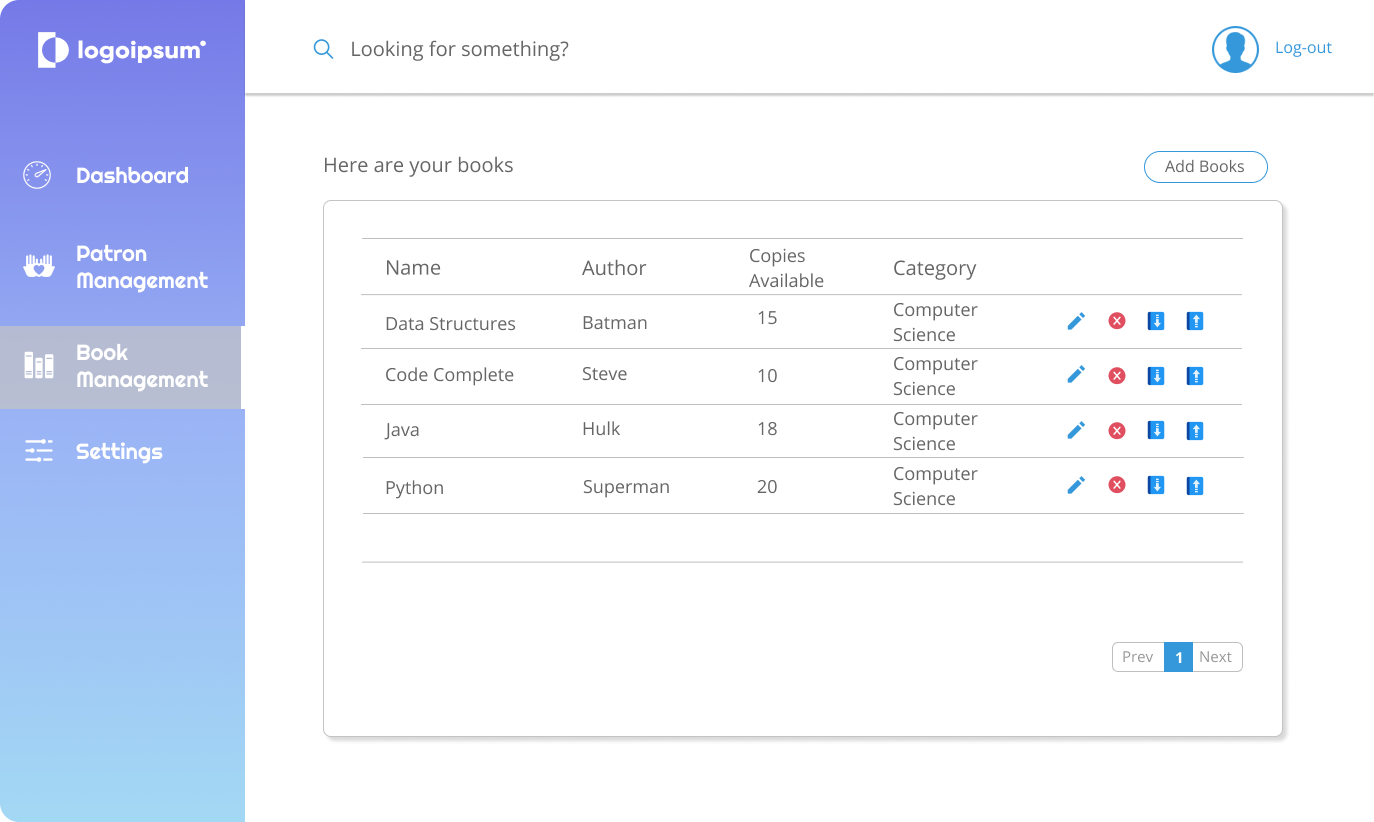 logoipsum
Looking for something?
Log-out
Dashboard
Patron
Management
Book
Management
Settings
Here are your books
Add Books
Name Author Copies Available Category
Data Structures Batman 15 Computer Science
Code Complete Steve 10 Computer Science
Java Hulk 18 Computer Science
Python Superman 20 Computer Science
Prev 1 Next